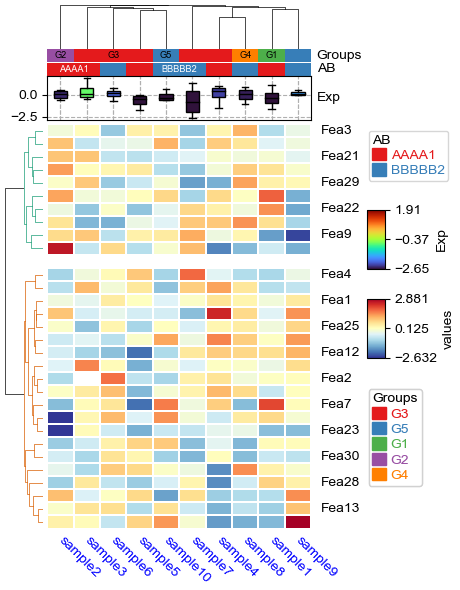 G2 G3 G5 G4 G1 Groups
AAAA1 BBBBB2 AB
0.0
−2.5
Exp
Fea3
Fea21
Fea29
Fea22
Fea9
Fea4
Fea1
Fea25
Fea12
Fea2
Fea7
Fea23
Fea30
Fea28
Fea13
sample2
sample3
sample6
sample5
sample10
sample7
sample4
sample8
sample1
sample9
AB
AAAA1
BBBBB2
1.91
−0.37
−2.65
Exp
2.881
0.125
−2.632
values
Groups
G3
G5
G1
G2
G4